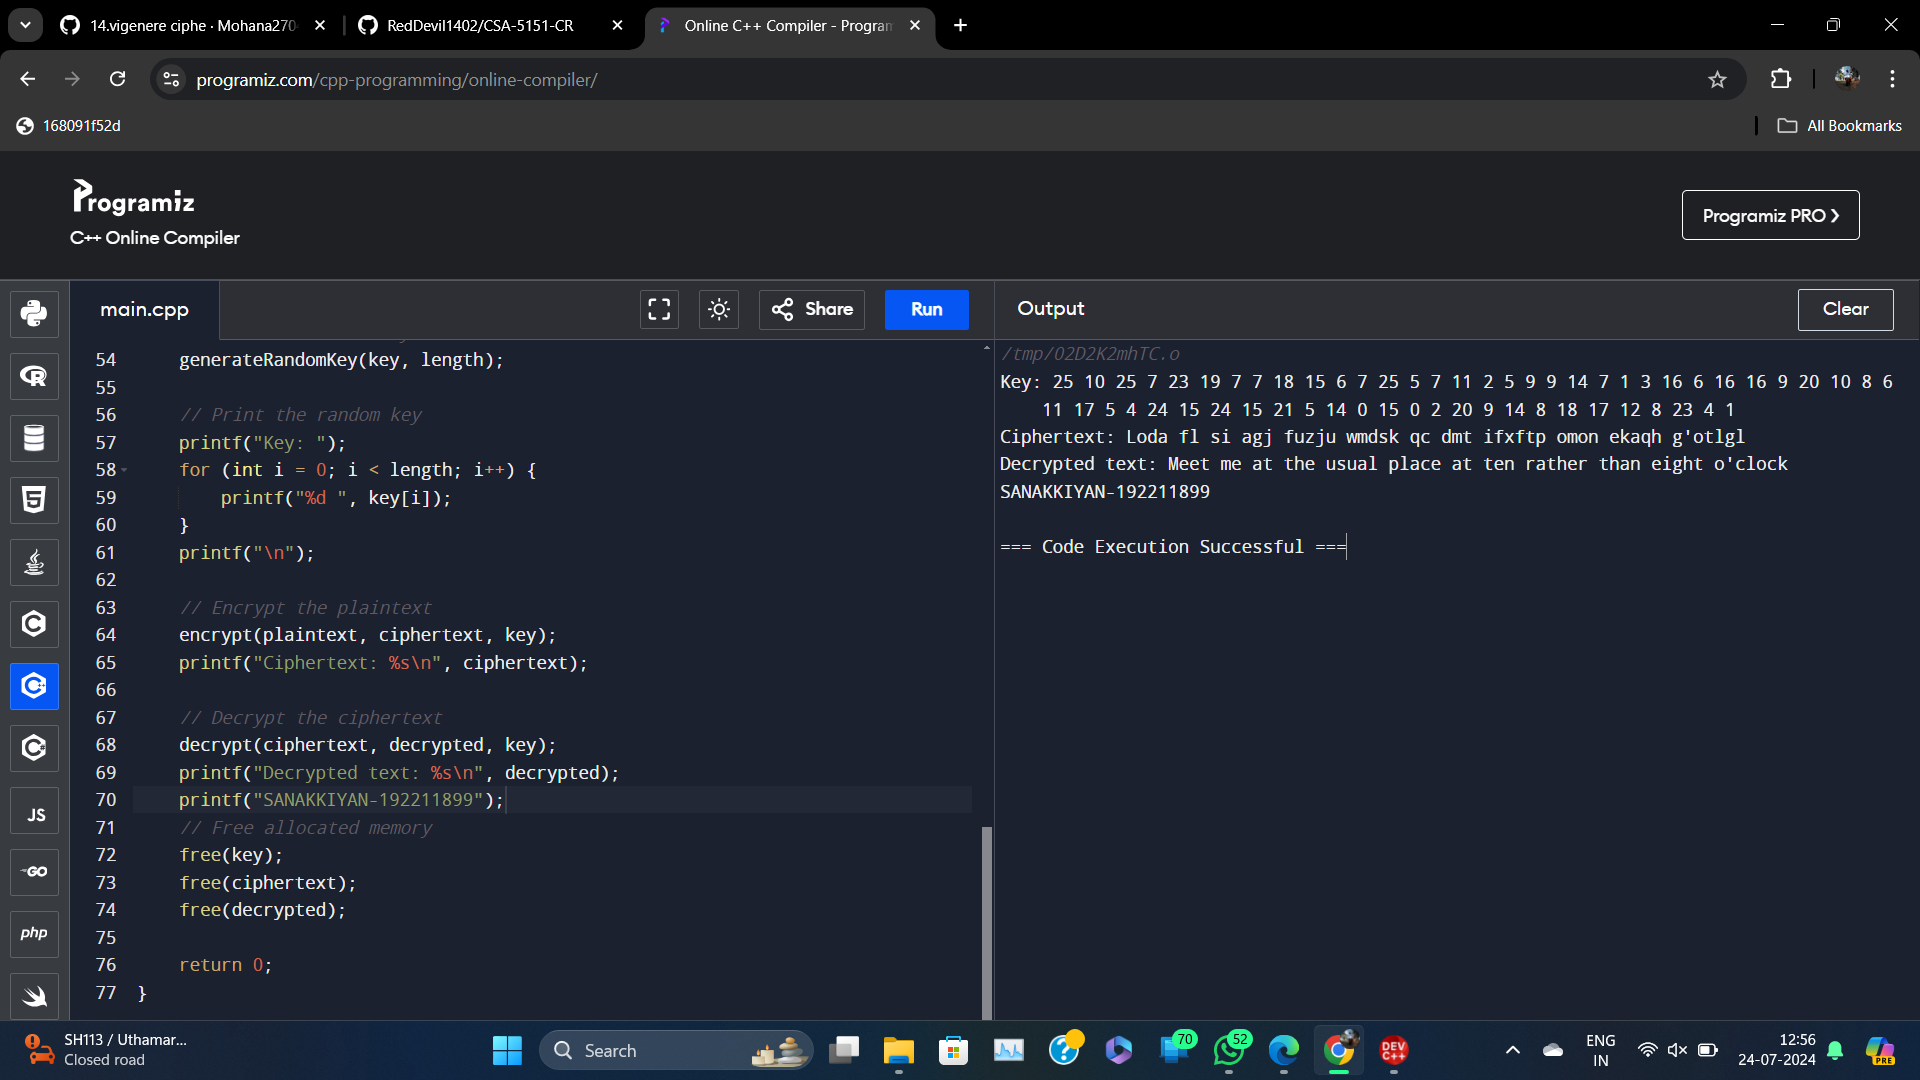 14.vigenere ciphe · Mohana270
RedDevil1402/CSA-5151-CR
Online C++ Compiler - Program
programiz.com/cpp-programming/online-compiler/
168091f52d
All Bookmarks
Programiz
C++ Online Compiler
Programiz PRO ❯
main.cpp
Share
Run
Output
Clear
54 generateRandomKey(key, length);
55
56 // Print the random key
57 printf("Key: ");
58 for (int i = 0; i < length; i++) {
59 printf("%d ", key[i]);
60 }
61 printf("\n");
62
63 // Encrypt the plaintext
64 encrypt(plaintext, ciphertext, key);
65 printf("Ciphertext: %s\n", ciphertext);
66
67 // Decrypt the ciphertext
68 decrypt(ciphertext, decrypted, key);
69 printf("Decrypted text: %s\n", decrypted);
70 printf("SANAKKIYAN-192211899");
71 // Free allocated memory
72 free(key);
73 free(ciphertext);
74 free(decrypted);
75
76 return 0;
77 }
/tmp/02D2K2mhTC.o
Key: 25 10 25 7 23 19 7 7 18 15 6 7 25 5 7 11 2 5 9 9 14 7 1 3 16 6 16 16 9 20 10 8 6
11 17 5 4 24 15 24 15 21 5 14 0 15 0 2 20 9 14 8 18 17 12 8 23 4 1
Ciphertext: Loda fl si agj fuzju wmdsk qc dmt ifxftp omon ekaqh g'otlgl
Decrypted text: Meet me at the usual place at ten rather than eight o'clock
SANAKKIYAN-192211899
=== Code Execution Successful ===
JS
GO
php
SH113 / Uthamar...
Closed road
Search
70
52
DEV
C++
ENG
IN
12:56
24-07-2024
PRE